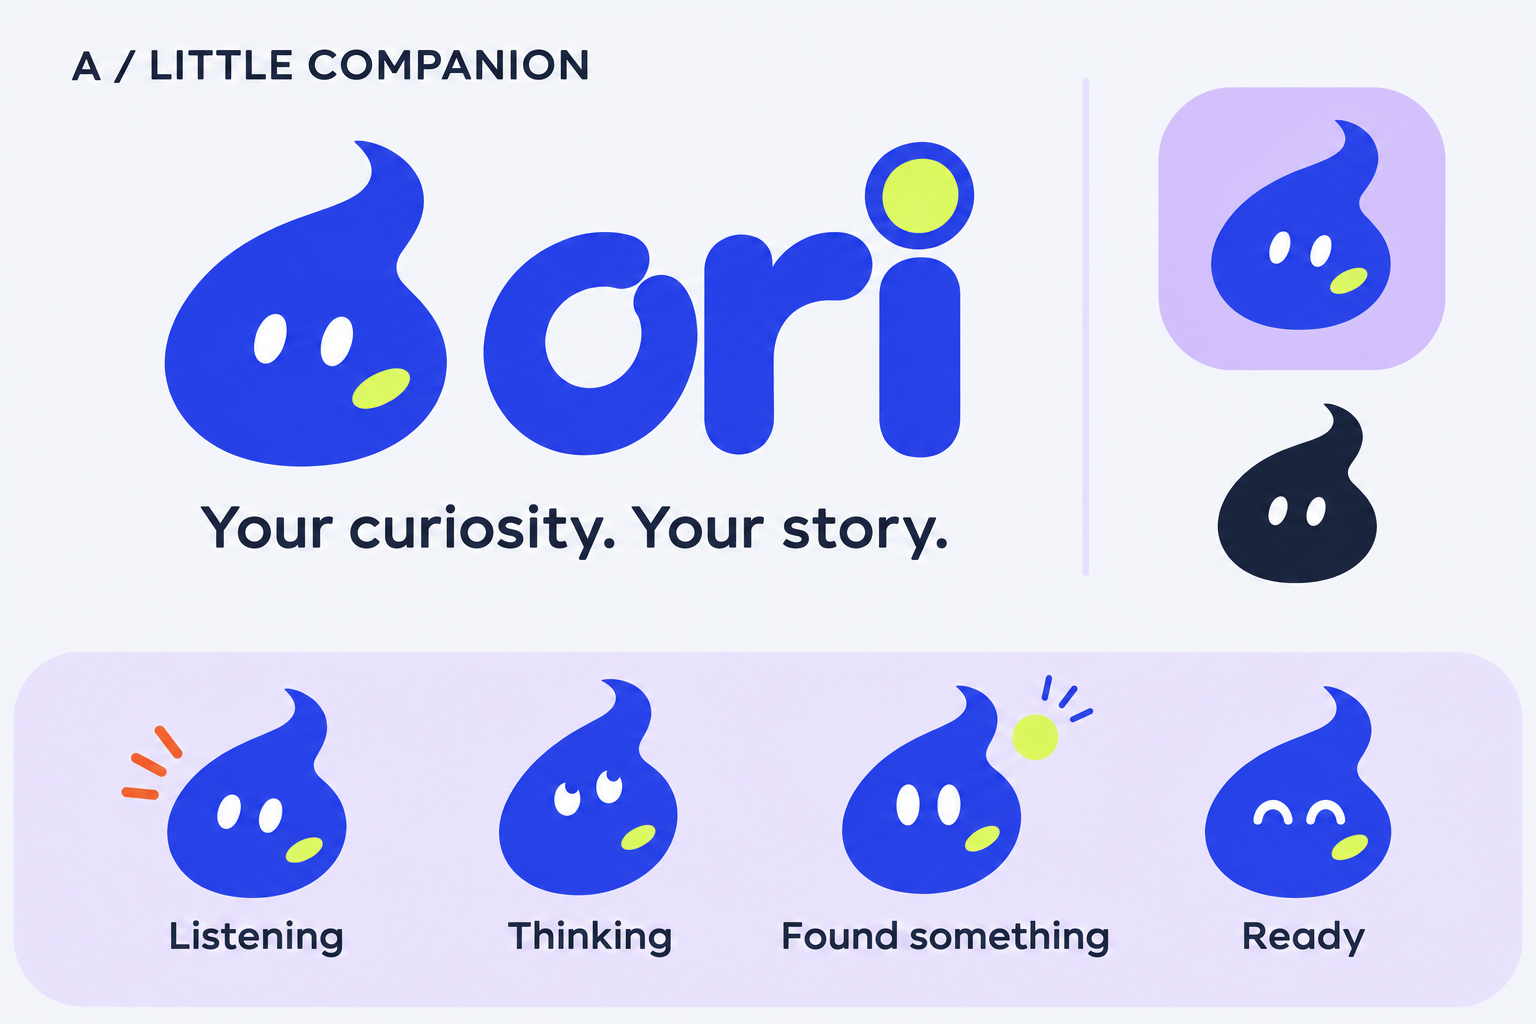 A / LITTLE COMPANION
ori
Your curiosity. Your story.
Listening
Thinking
Found something
Ready